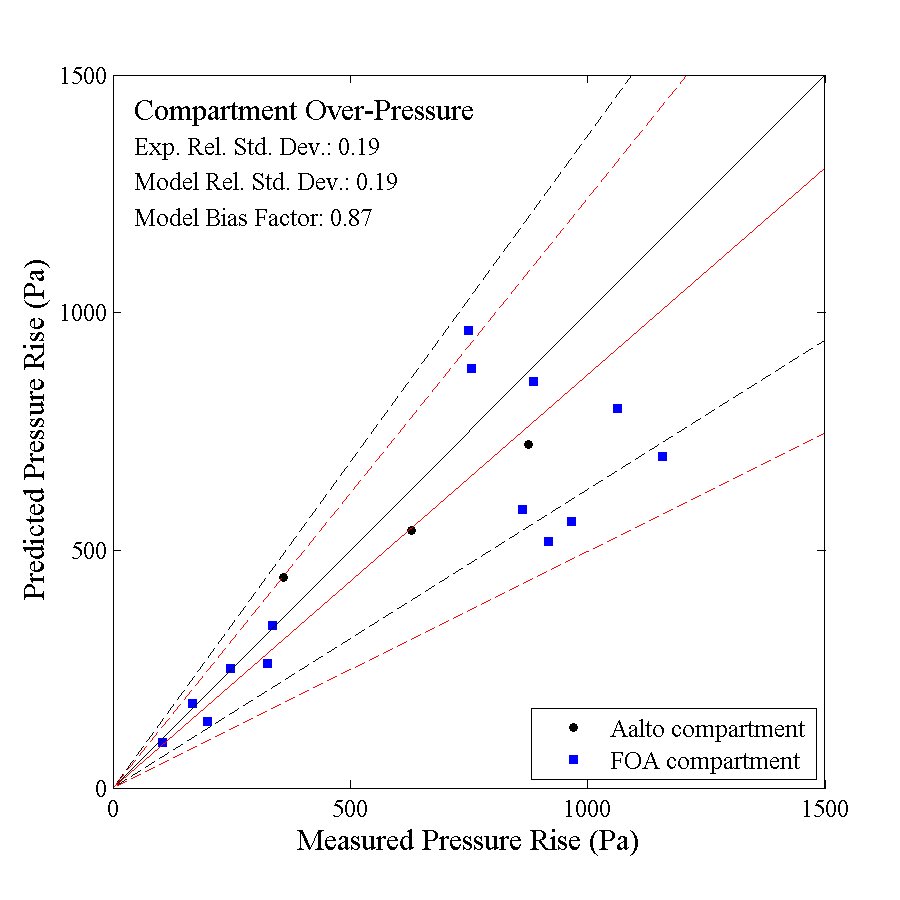 Compartment Over-Pressure
Exp. Rel. Std. Dev.: 0.19
Model Rel. Std. Dev.: 0.19
Model Bias Factor: 0.87
Predicted Pressure Rise (Pa)
1500
1000
500
0
0 500 1000 1500
Measured Pressure Rise (Pa)
Aalto compartment
FOA compartment